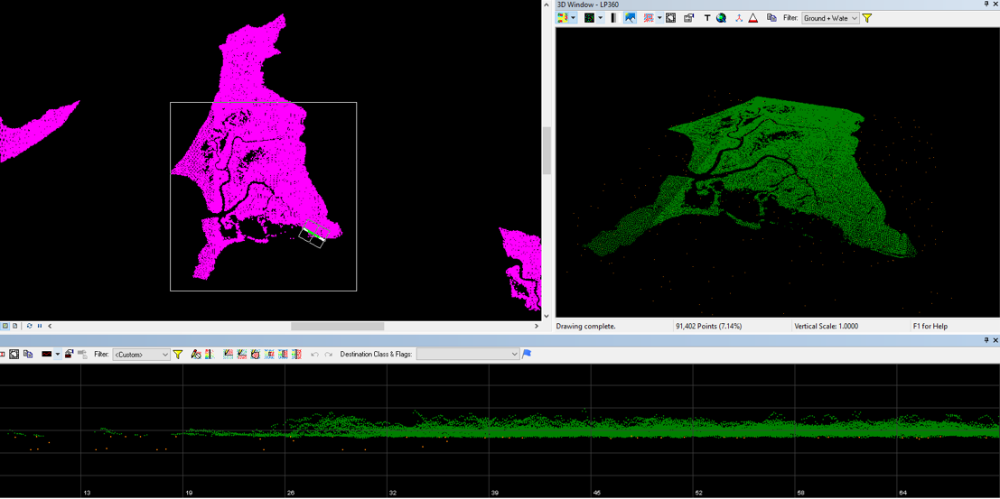 3D Window - LP360
Filter: Ground + Wate
Drawing complete. 91,402 Points (7.14%) Vertical Scale: 1.0000 F1 for Help
Filter: <Custom> Destination Class & Flags:
13 19 26 32 39 46 52 58 64